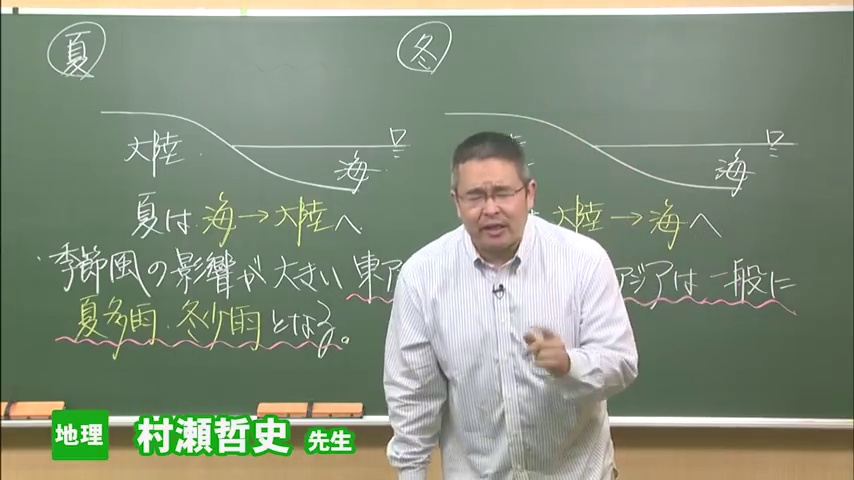 夏
冬
大陸
海
海
夏は 海→大陸へ
大陸→海へ
季節風の影響が大きい 東ア
アジアは一般に
夏多雨・冬少雨となる。
地理 村瀬哲史 先生